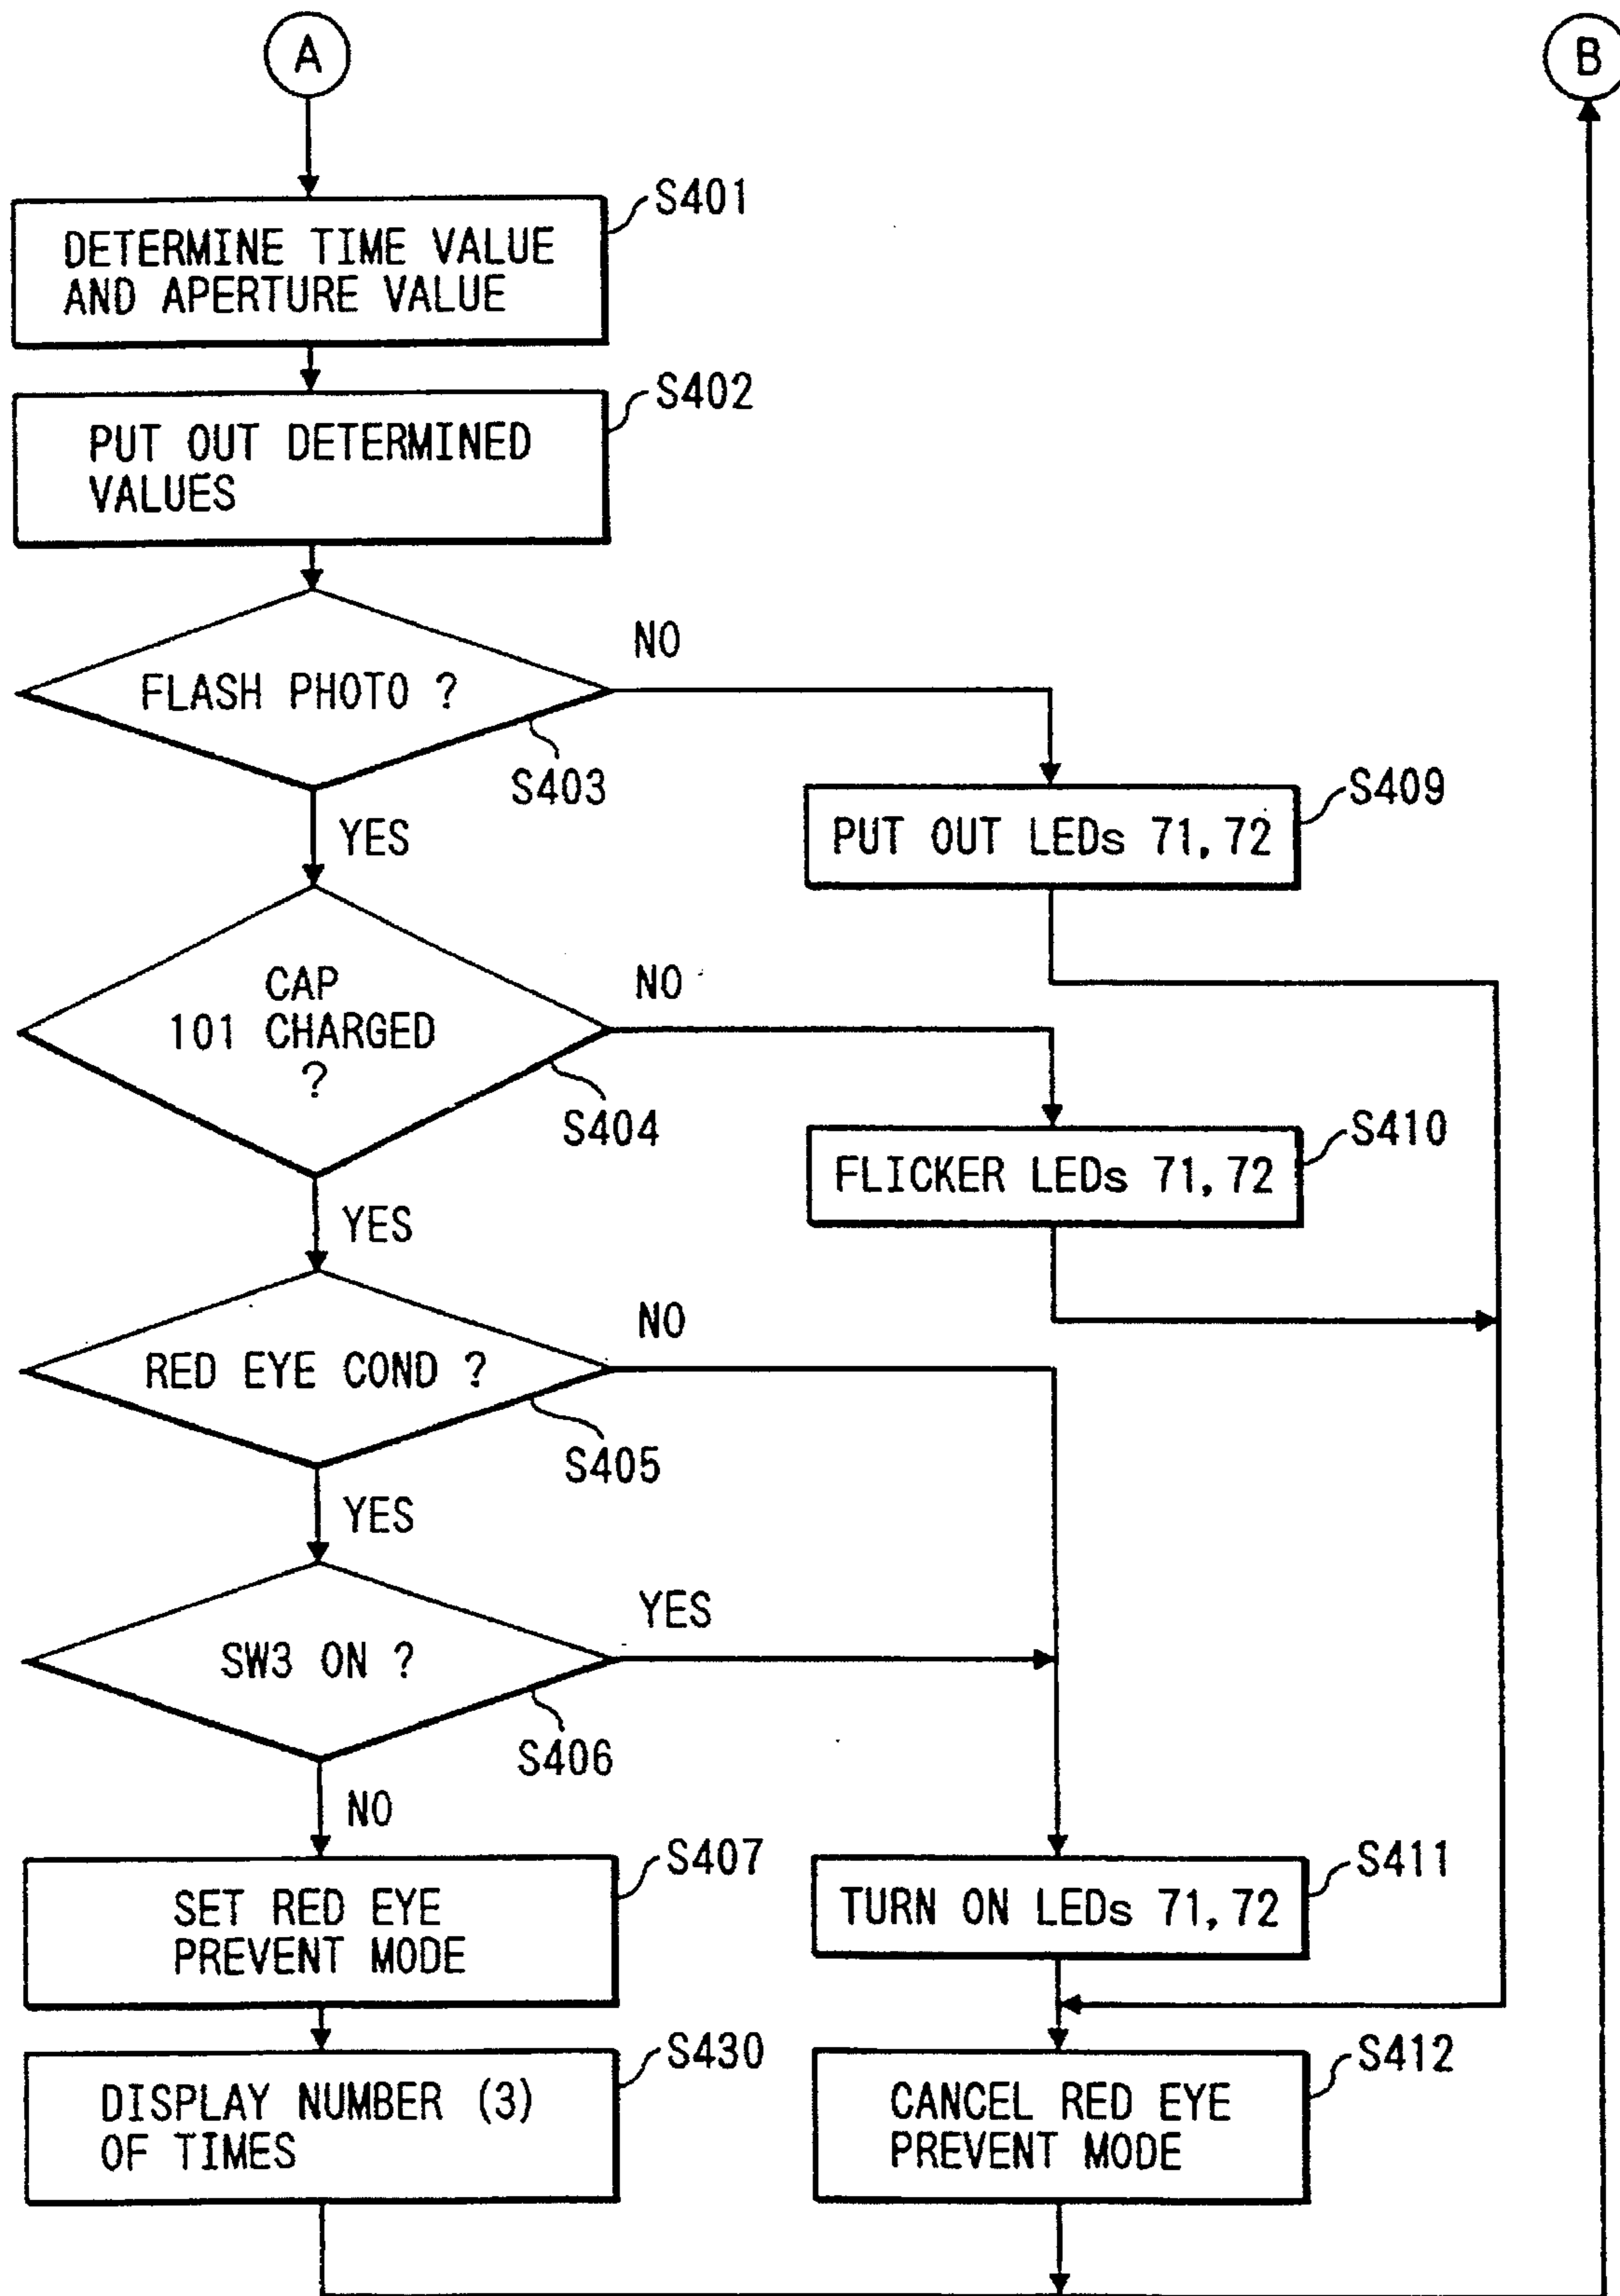 A
B
S401
DETERMINE TIME VALUE
AND APERTURE VALUE
S402
PUT OUT DETERMINED
VALUES
NO
FLASH PHOTO ?
S403
YES
S409
PUT OUT LEDs 71, 72
NO
CAP
101 CHARGED
?
S404
YES
S410
FLICKER LEDs 71, 72
NO
RED EYE COND ?
S405
YES
YES
SW3 ON ?
S406
NO
S407
SET RED EYE
PREVENT MODE
S411
TURN ON LEDs 71, 72
S430
DISPLAY NUMBER (3)
OF TIMES
S412
CANCEL RED EYE
PREVENT MODE